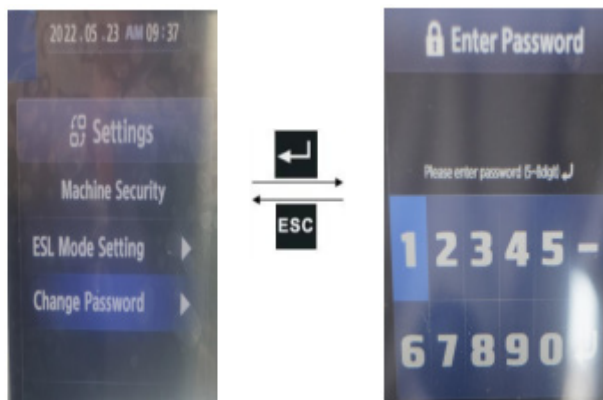 2022.05.23 AM 09:37
Settings
Machine Security
ESL Mode Setting
Change Password
ESC
Enter Password
Please enter password (5-8digit)
1 2 3 4 5 -
6 7 8 9 0